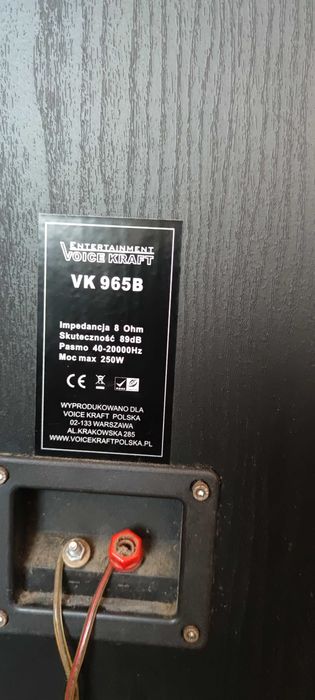 ENTERTAINMENT
VOICE KRAFT
VK 965B
Impedancja 8 Ohm
Skuteczność 89dB
Pasmo 40-20000Hz
Moc max 250W
CE
WYPRODUKOWANO DLA
VOICE KRAFT POLSKA
02-133 WARSZAWA
AL.KRAKOWSKA 285
WWW.VOICEKRAFTPOLSKA.PL